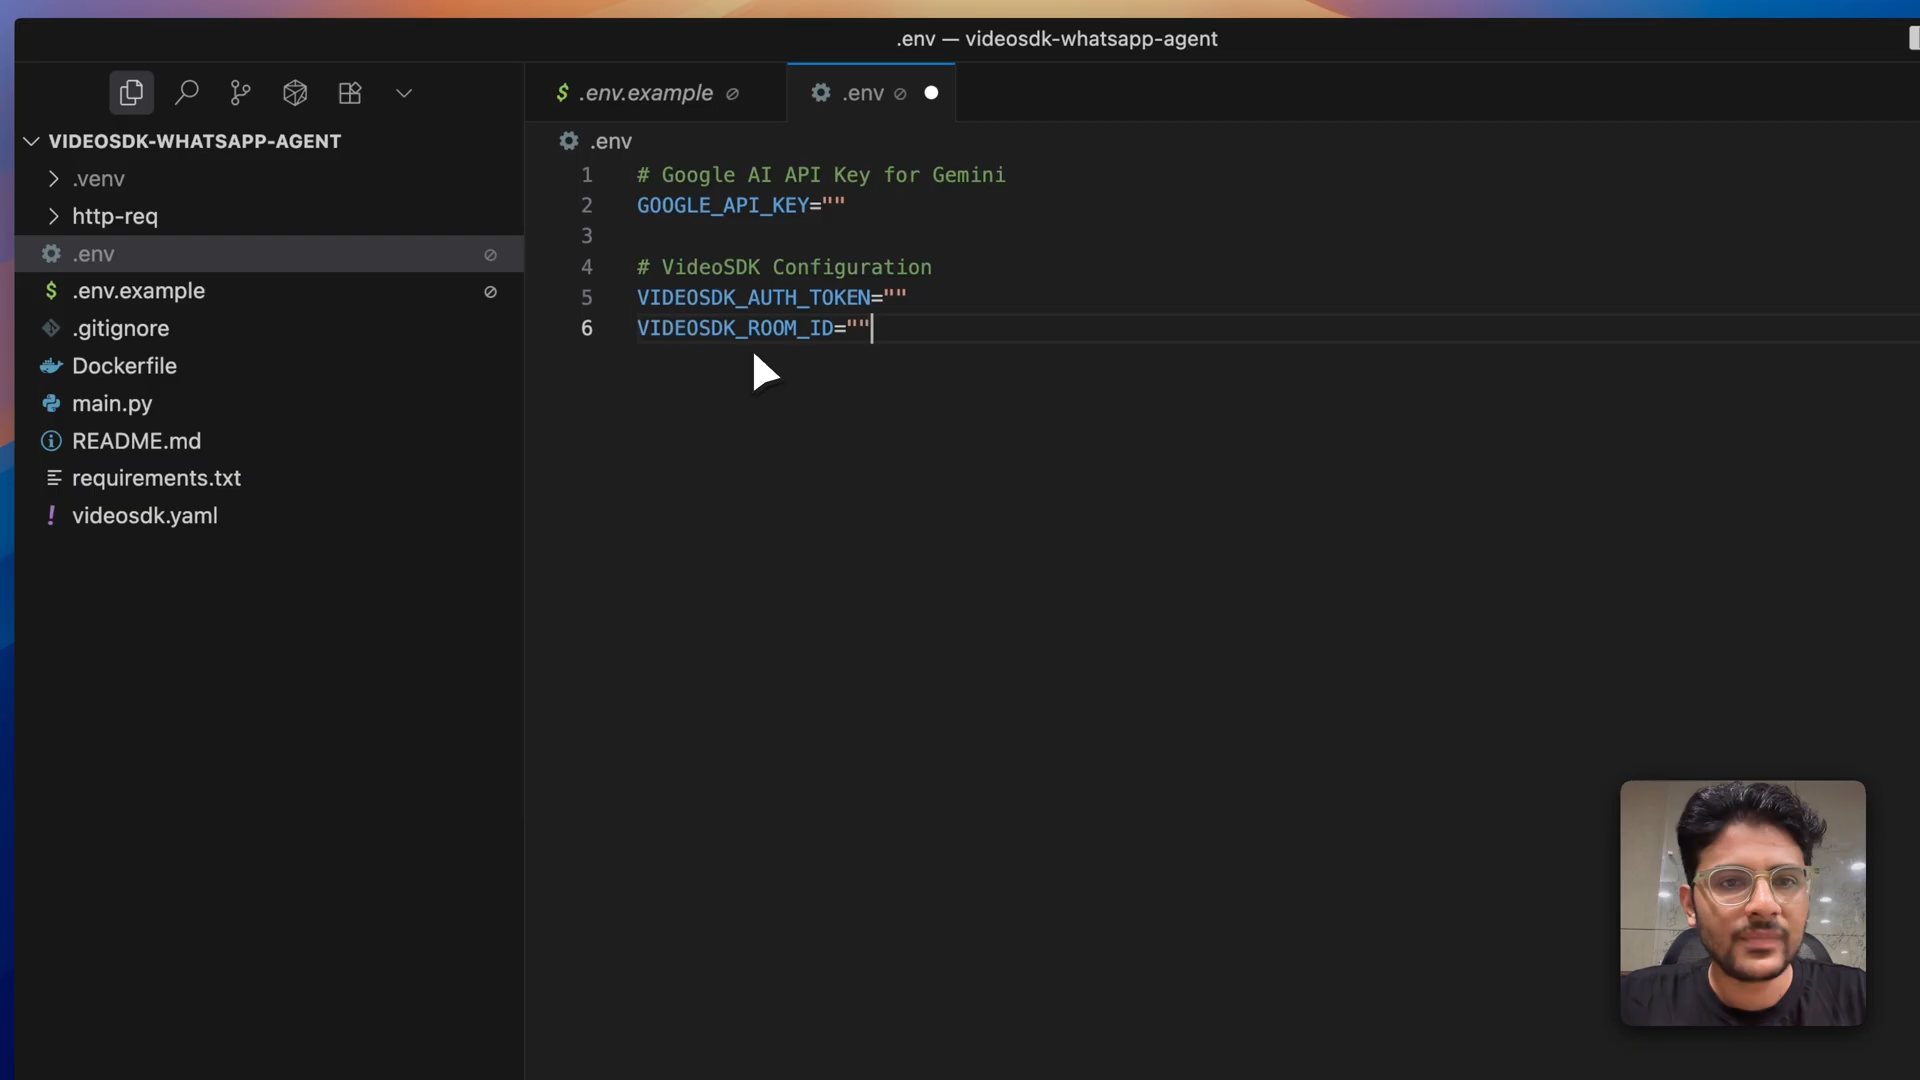 .env — videosdk-whatsapp-agent
VIDEOSDK-WHATSAPP-AGENT
.venv
http-req
.env
.env.example
.gitignore
Dockerfile
main.py
README.md
requirements.txt
videosdk.yaml
.env.example
.env
.env
1 # Google AI API Key for Gemini
2 GOOGLE_API_KEY=""
3
4 # VideoSDK Configuration
5 VIDEOSDK_AUTH_TOKEN=""
6 VIDEOSDK_ROOM_ID=""